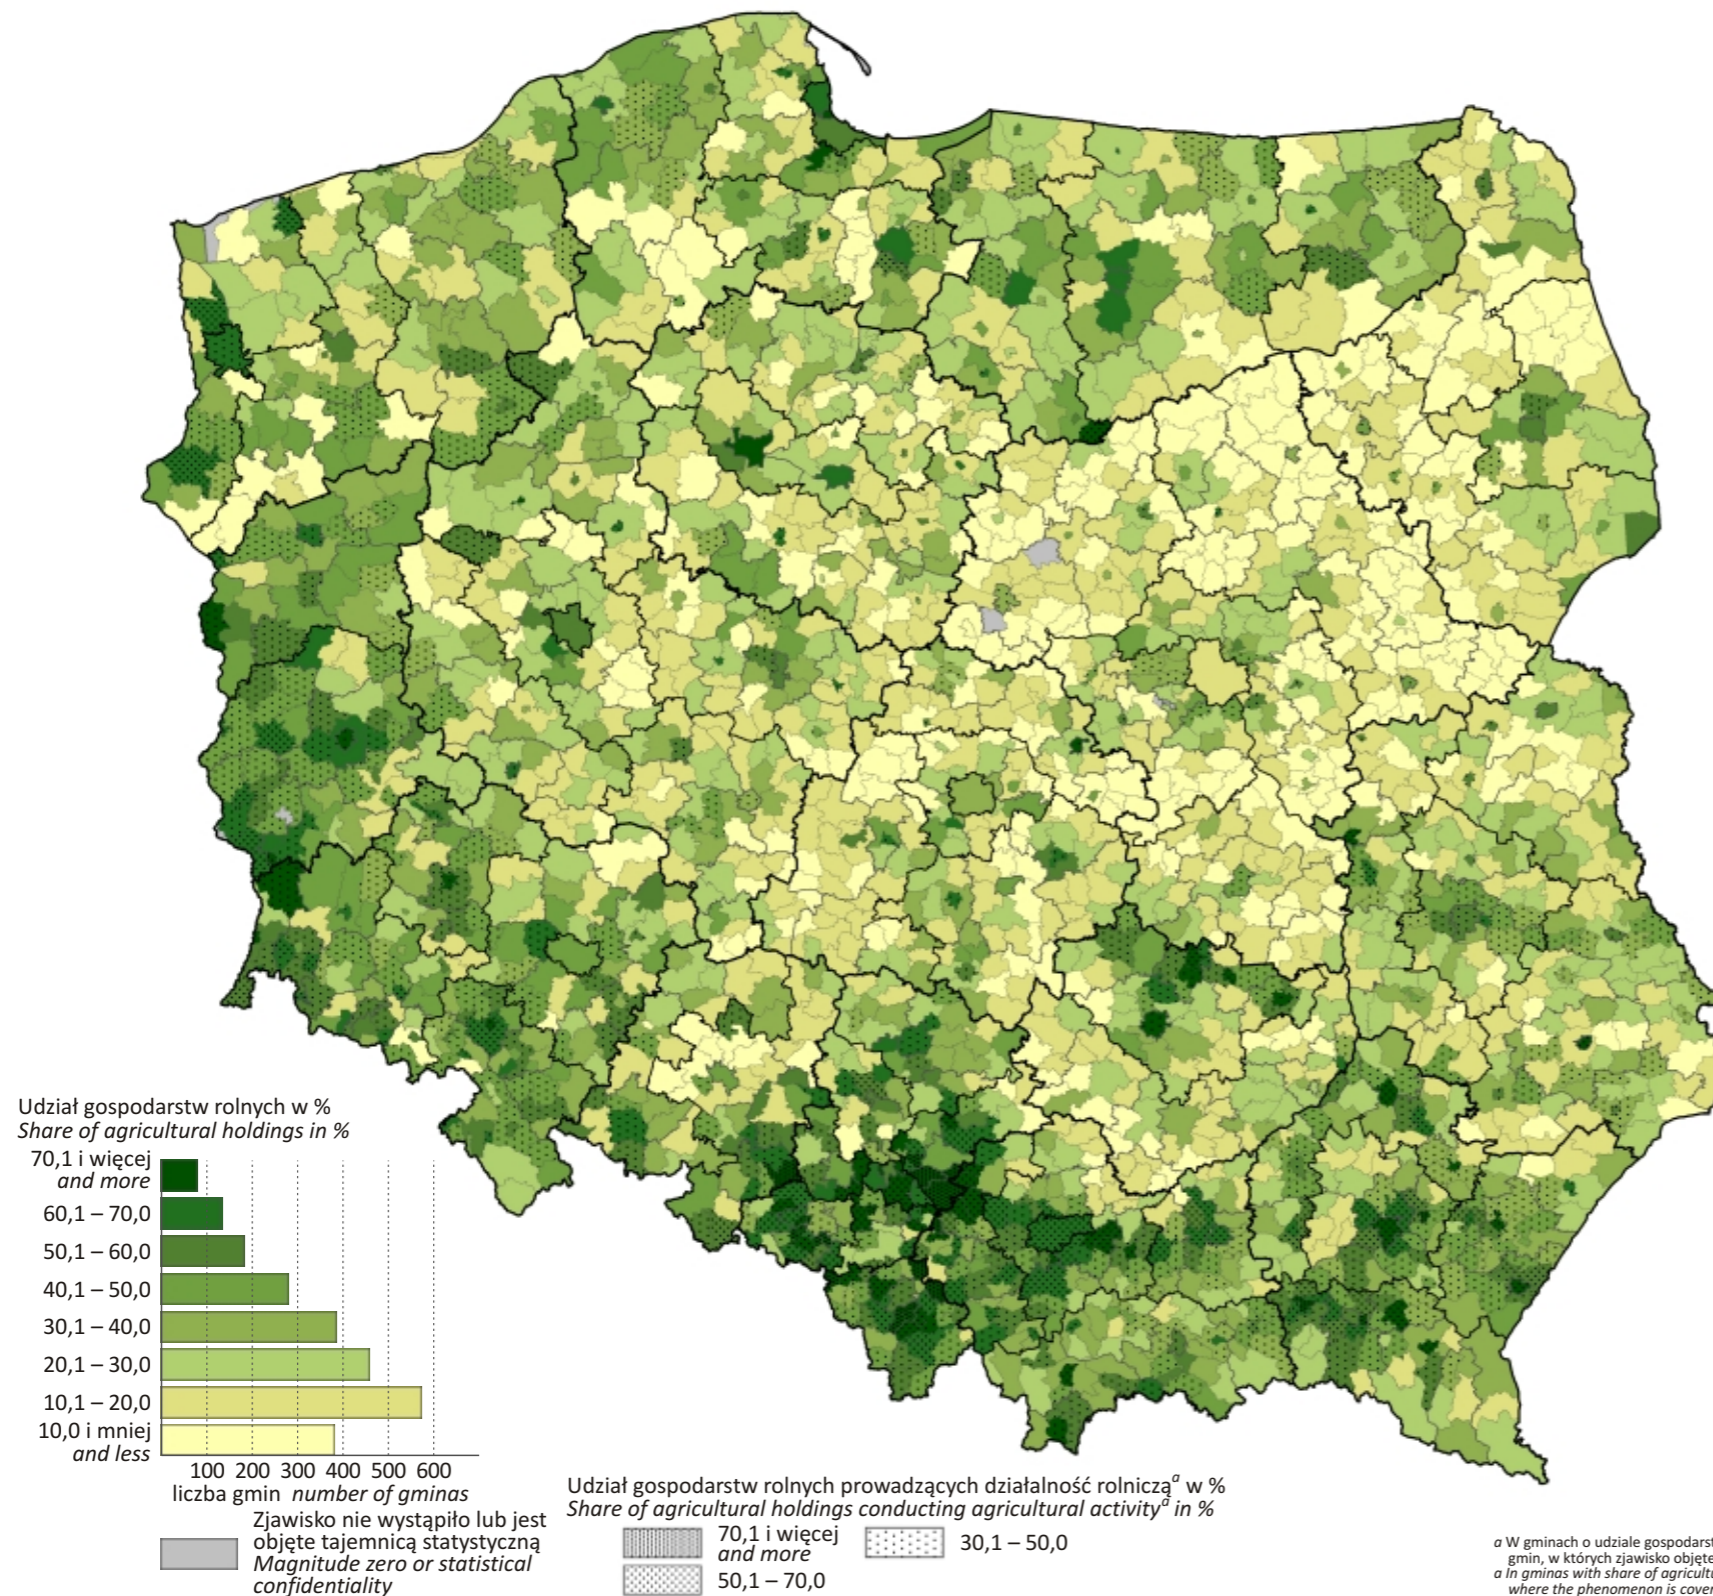 Udział gospodarstw rolnych w %
Share of agricultural holdings in %
70,1 i więcej
and more
60,1 – 70,0
50,1 – 60,0
40,1 – 50,0
30,1 – 40,0
20,1 – 30,0
10,1 – 20,0
10,0 i mniej
and less
100 200 300 400 500 600
liczba gmin number of gminas
Zjawisko nie wystąpiło lub jest
objęte tajemnicą statystyczną
Magnitude zero or statistical
confidentiality
Udział gospodarstw rolnych prowadzących działalność rolniczą^a w %
Share of agricultural holdings conducting agricultural activity^a in %
70,1 i więcej
and more
50,1 – 70,0
30,1 – 50,0
a W gminach o udziale gospodarst
gmin, w których zjawisko objęte
a In gminas with share of agricultu
where the phenomenon is cover